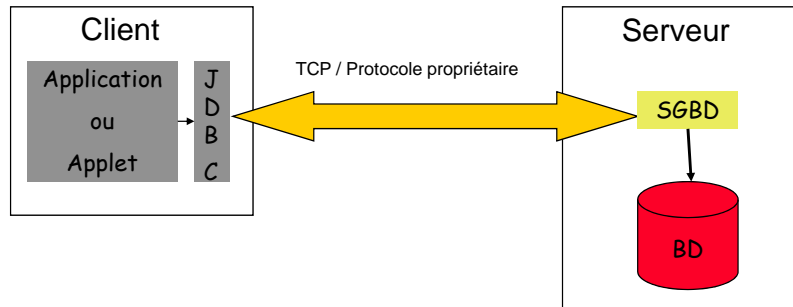 Client
Application
ou
Applet
J
D
B
C
TCP / Protocole propriétaire
Serveur
SGBD
BD